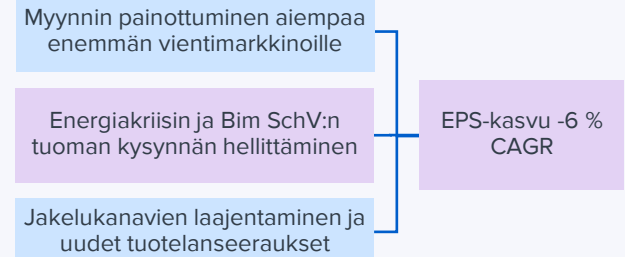 Myynnin painottuminen aiempaa
enemmän vientimarkkinoille
Energiakriisin ja Bim SchV:n
tuoman kysynnän hellittäminen
Jakelukanavien laajentaminen ja
uudet tuotelanseeraukset
EPS-kasvu -6 %
CAGR